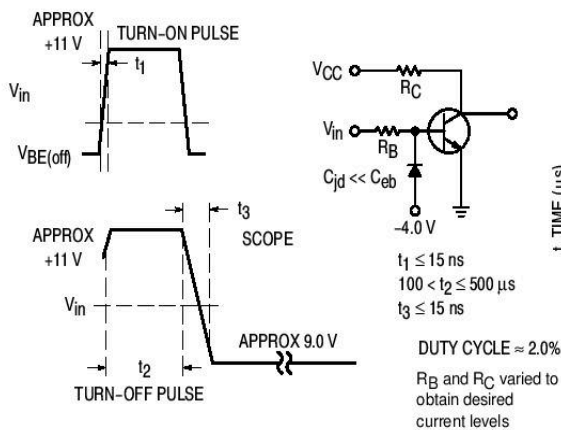 APPROX
+11 V
TURN–ON PULSE
t1
Vin
VBE(off)
t3
APPROX
+11 V
SCOPE
Vin
APPROX 9.0 V
t2
TURN–OFF PULSE
VCC
RC
Vin
RB
Cjd << Ceb
–4.0 V
t1 ≤ 15 ns
100 < t2 ≤ 500 μs
t3 ≤ 15 ns
DUTY CYCLE ≈ 2.0%
RB and RC varied to
obtain desired
current levels
t, TIME (μs)